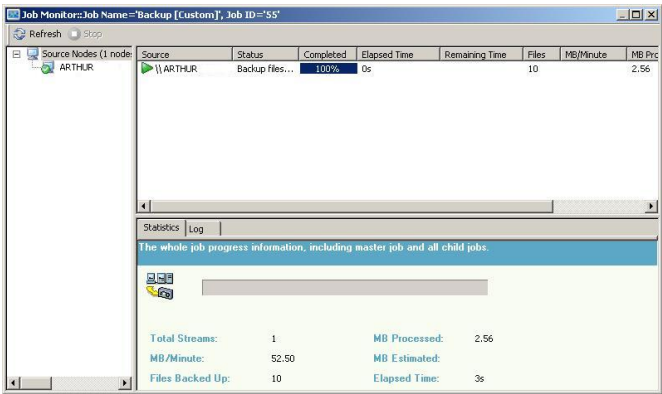 Job Monitor::Job Name='Backup [Custom]', Job ID='55'
Refresh Stop
Source Nodes (1 node:
ARTHUR
Source Status Completed Elapsed Time Remaining Time Files MB/Minute MB Prc
\\ARTHUR Backup files... 100% 0s 10 2.56
Statistics Log
The whole job progress information, including master job and all child jobs.
Total Streams: 1 MB Processed: 2.56
MB/Minute: 52.50 MB Estimated:
Files Backed Up: 10 Elapsed Time: 3s